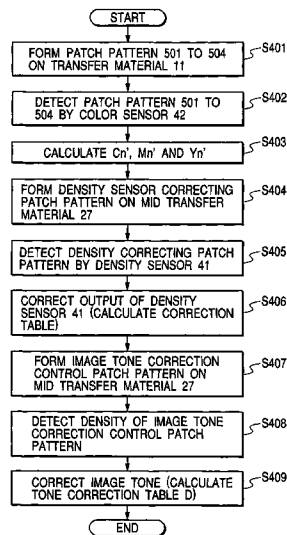 START
FORM PATCH PATTERN 501 TO 504
ON TRANSFER MATERIAL 11
S401
DETECT PATCH PATTERN 501 TO
504 BY COLOR SENSOR 42
S402
CALCULATE Cn', Mn' AND Yn'
S403
FORM DENSITY SENSOR CORRECTING
PATCH PATTERN ON MID TRANSFER
MATERIAL 27
S404
DETECT DENSITY CORRECTING PATCH
PATTERN BY DENSITY SENSOR 41
S405
CORRECT OUTPUT OF DENSITY
SENSOR 41 (CALCULATE CORRECTION
TABLE)
S406
FORM IMAGE TONE CORRECTION
CONTROL PATCH PATTERN ON
MID TRANSFER MATERIAL 27
S407
DETECT DENSITY OF IMAGE TONE
CORRECTION CONTROL PATCH
PATTERN
S408
CORRECT IMAGE TONE (CALCULATE
TONE CORRECTION TABLE D)
S409
END